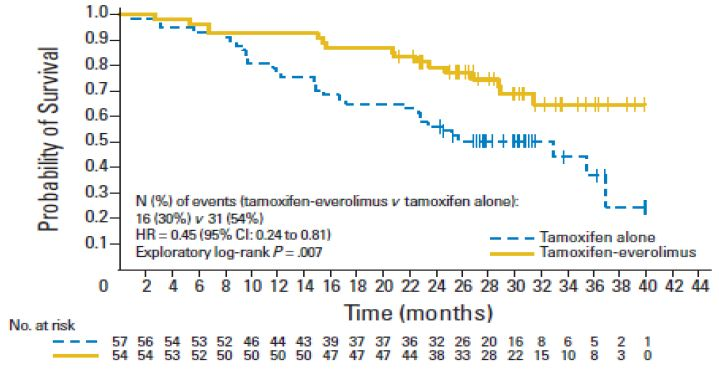 Probability of Survival
1.0
0.9
0.8
0.7
0.6
0.5
0.4
0.3
0.2
0.1
N (%) of events (tamoxifen-everolimus v tamoxifen alone):
16 (30%) v 31 (54%)
HR = 0.45 (95% CI: 0.24 to 0.81)
Exploratory log-rank P = .007
Tamoxifen alone
Tamoxifen-everolimus
0 2 4 6 8 10 12 14 16 18 20 22 24 26 28 30 32 34 36 38 40 42 44
Time (months)
No. at risk
57 56 54 53 52 46 44 43 39 37 37 36 32 26 20 16 8 6 5 2 1
54 54 53 52 50 50 50 50 47 47 47 44 38 33 28 22 15 10 8 3 0